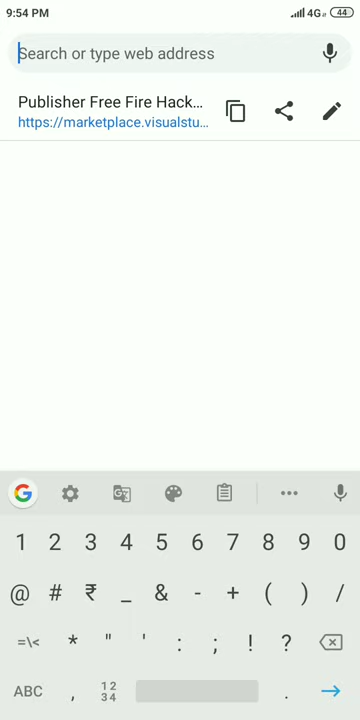 9:54 PM 4G 44
Search or type web address
Publisher Free Fire Hack...
https://marketplace.visualstu...
G
1 2 3 4 5 6 7 8 9 0
@ # ₹ _ & - + ( ) /
=\< * " ' : ; ! ?
ABC , 12 .
34